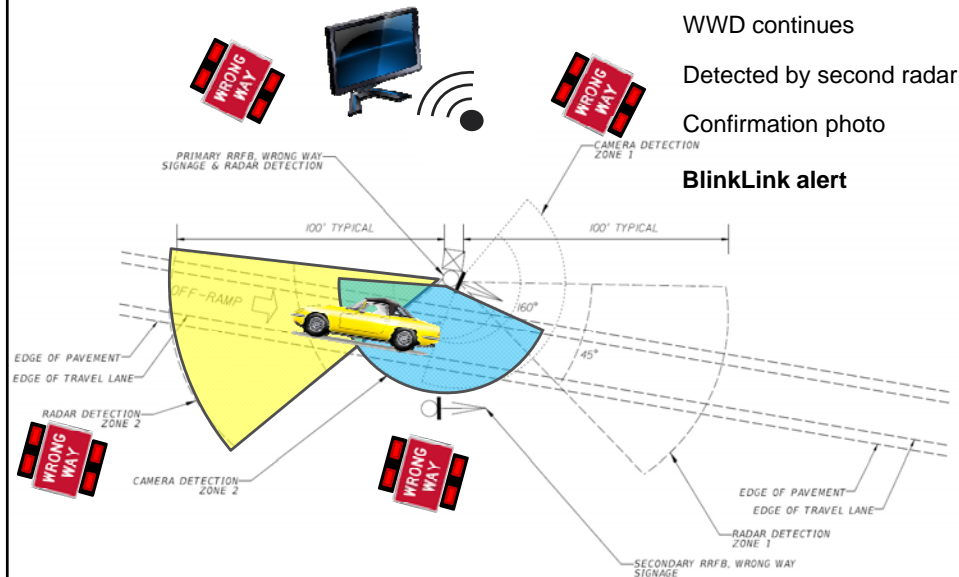 WWD continues
Detected by second radar
Confirmation photo
BlinkLink alert
WRONG
WAY
WRONG
WAY
PRIMARY RRFB, WRONG WAY
SIGNAGE & RADAR DETECTION
CAMERA DETECTION
ZONE 1
100' TYPICAL
100' TYPICAL
OFF-RAMP
160°
45°
EDGE OF PAVEMENT
EDGE OF TRAVEL LANE
RADAR DETECTION
ZONE 2
WRONG
WAY
CAMERA DETECTION
ZONE 2
WRONG
WAY
EDGE OF PAVEMENT
EDGE OF TRAVEL LANE
RADAR DETECTION
ZONE 1
SECONDARY RRFB, WRONG WAY
SIGNAGE